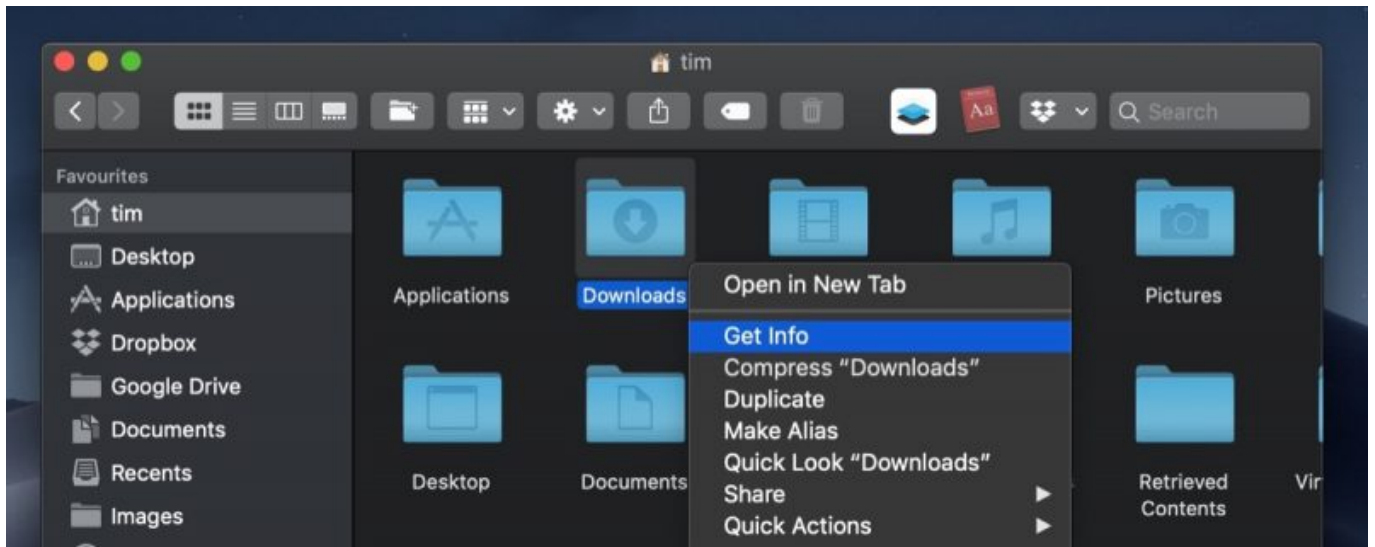 tim
Aa
Search
Favourites
tim
Desktop
Applications
Dropbox
Google Drive
Documents
Recents
Images
Applications
Downloads
Pictures
Open in New Tab
Get Info
Compress “Downloads”
Duplicate
Make Alias
Quick Look “Downloads”
Share
Quick Actions
Desktop
Documents
Retrieved
Contents
Vir